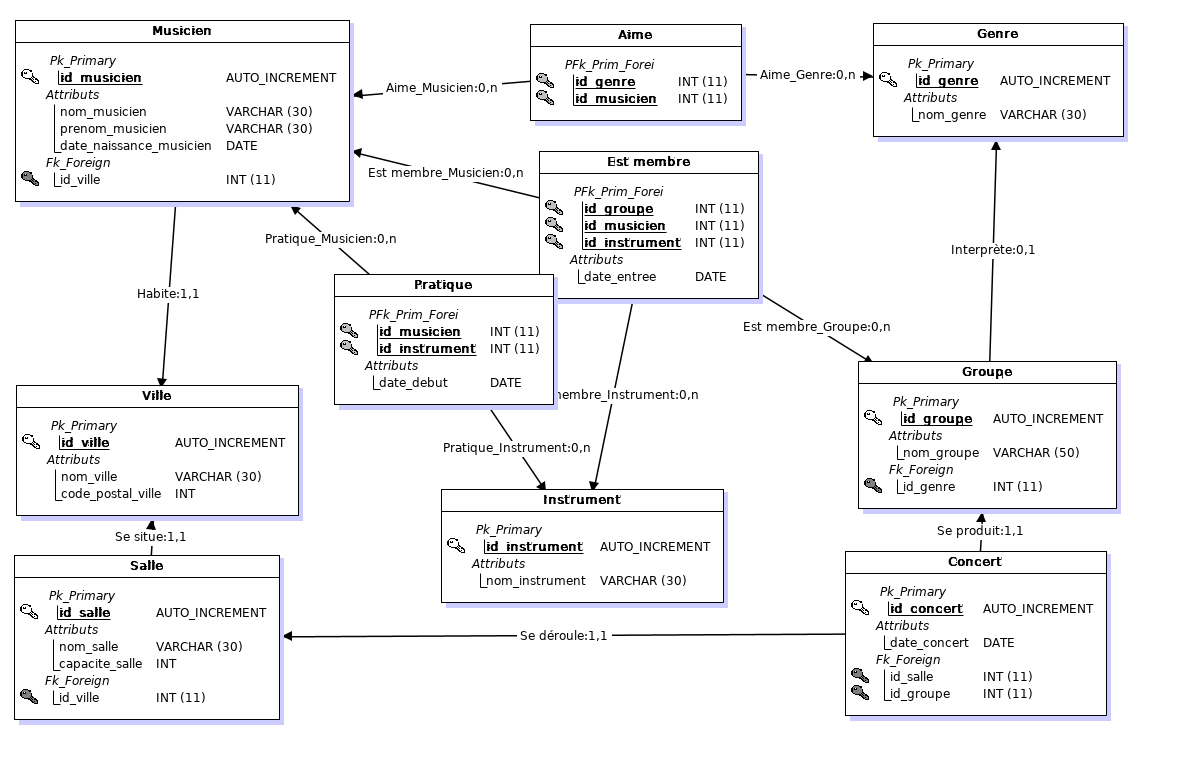 Musicien
Pk_Primary
id_musicien AUTO_INCREMENT
Attributs
nom_musicien VARCHAR (30)
prenom_musicien VARCHAR (30)
date_naissance_musicien DATE
Fk_Foreign
id_ville INT (11)
Aime_Musicien:0,n
Aime
PFk_Prim_Forei
id_genre INT (11)
id_musicien INT (11)
Aime_Genre:0,n
Genre
Pk_Primary
id_genre AUTO_INCREMENT
Attributs
nom_genre VARCHAR (30)
Est membre_Musicien:0,n
Est membre
PFk_Prim_Forei
id_groupe INT (11)
id_musicien INT (11)
id_instrument INT (11)
Attributs
date_entree DATE
Pratique_Musicien:0,n
Interprète:0,1
Habite:1,1
Pratique
PFk_Prim_Forei
id_musicien INT (11)
id_instrument INT (11)
Attributs
date_debut DATE
Est membre_Groupe:0,n
membre_Instrument:0,n
Pratique_Instrument:0,n
Ville
Pk_Primary
id_ville AUTO_INCREMENT
Attributs
nom_ville VARCHAR (30)
code_postal_ville INT
Groupe
Pk_Primary
id_groupe AUTO_INCREMENT
Attributs
nom_groupe VARCHAR (50)
Fk_Foreign
id_genre INT (11)
Se situe:1,1
Instrument
Pk_Primary
id_instrument AUTO_INCREMENT
Attributs
nom_instrument VARCHAR (30)
Se produit:1,1
Salle
Pk_Primary
id_salle AUTO_INCREMENT
Attributs
nom_salle VARCHAR (30)
capacite_salle INT
Fk_Foreign
id_ville INT (11)
Se déroule:1,1
Concert
Pk_Primary
id_concert AUTO_INCREMENT
Attributs
date_concert DATE
Fk_Foreign
id_salle INT (11)
id_groupe INT (11)